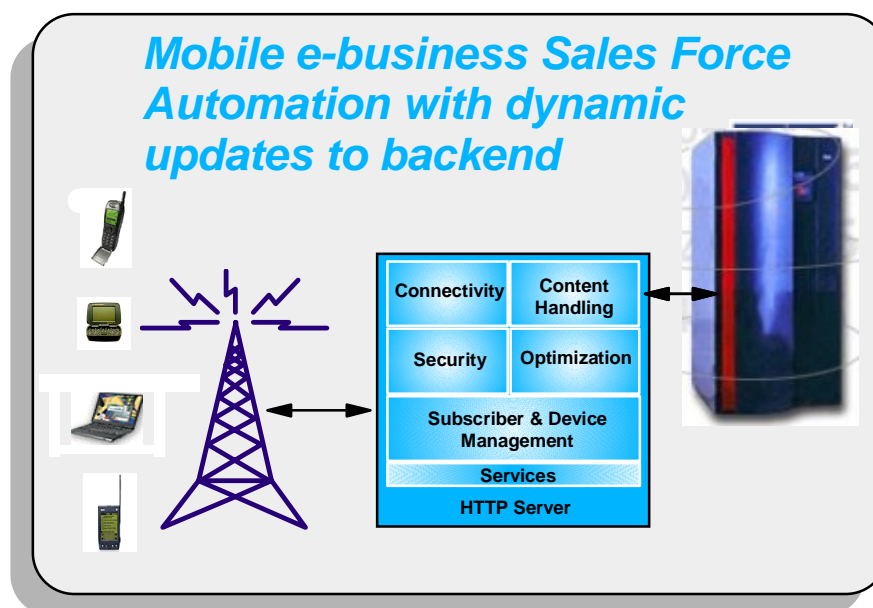 Mobile e-business Sales Force
Automation with dynamic
updates to backend
Connectivity
Content
Handling
Security
Optimization
Subscriber & Device
Management
Services
HTTP Server